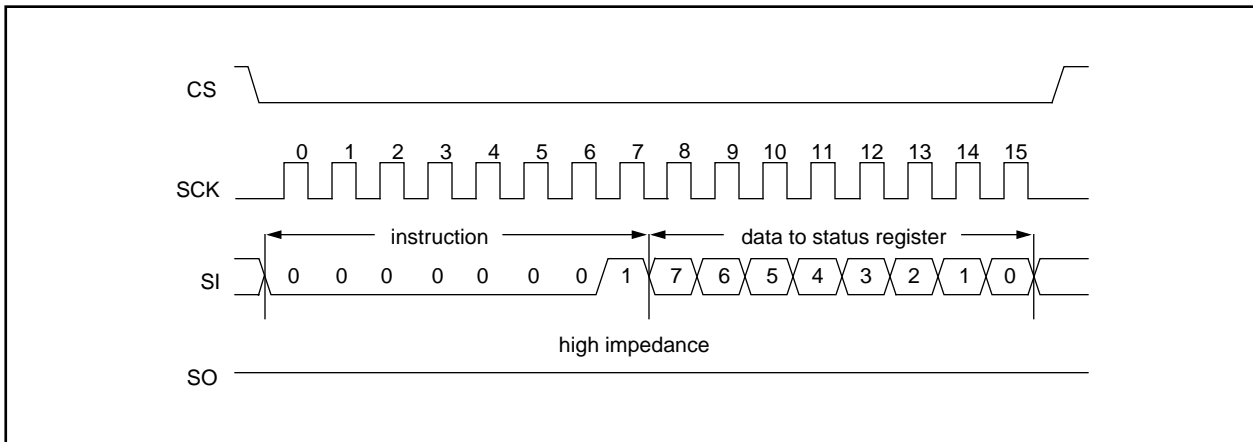 CS
0 1 2 3 4 5 6 7 8 9 10 11 12 13 14 15
SCK
instruction data to status register
SI 0 0 0 0 0 0 0 1 7 6 5 4 3 2 1 0
high impedance
SO